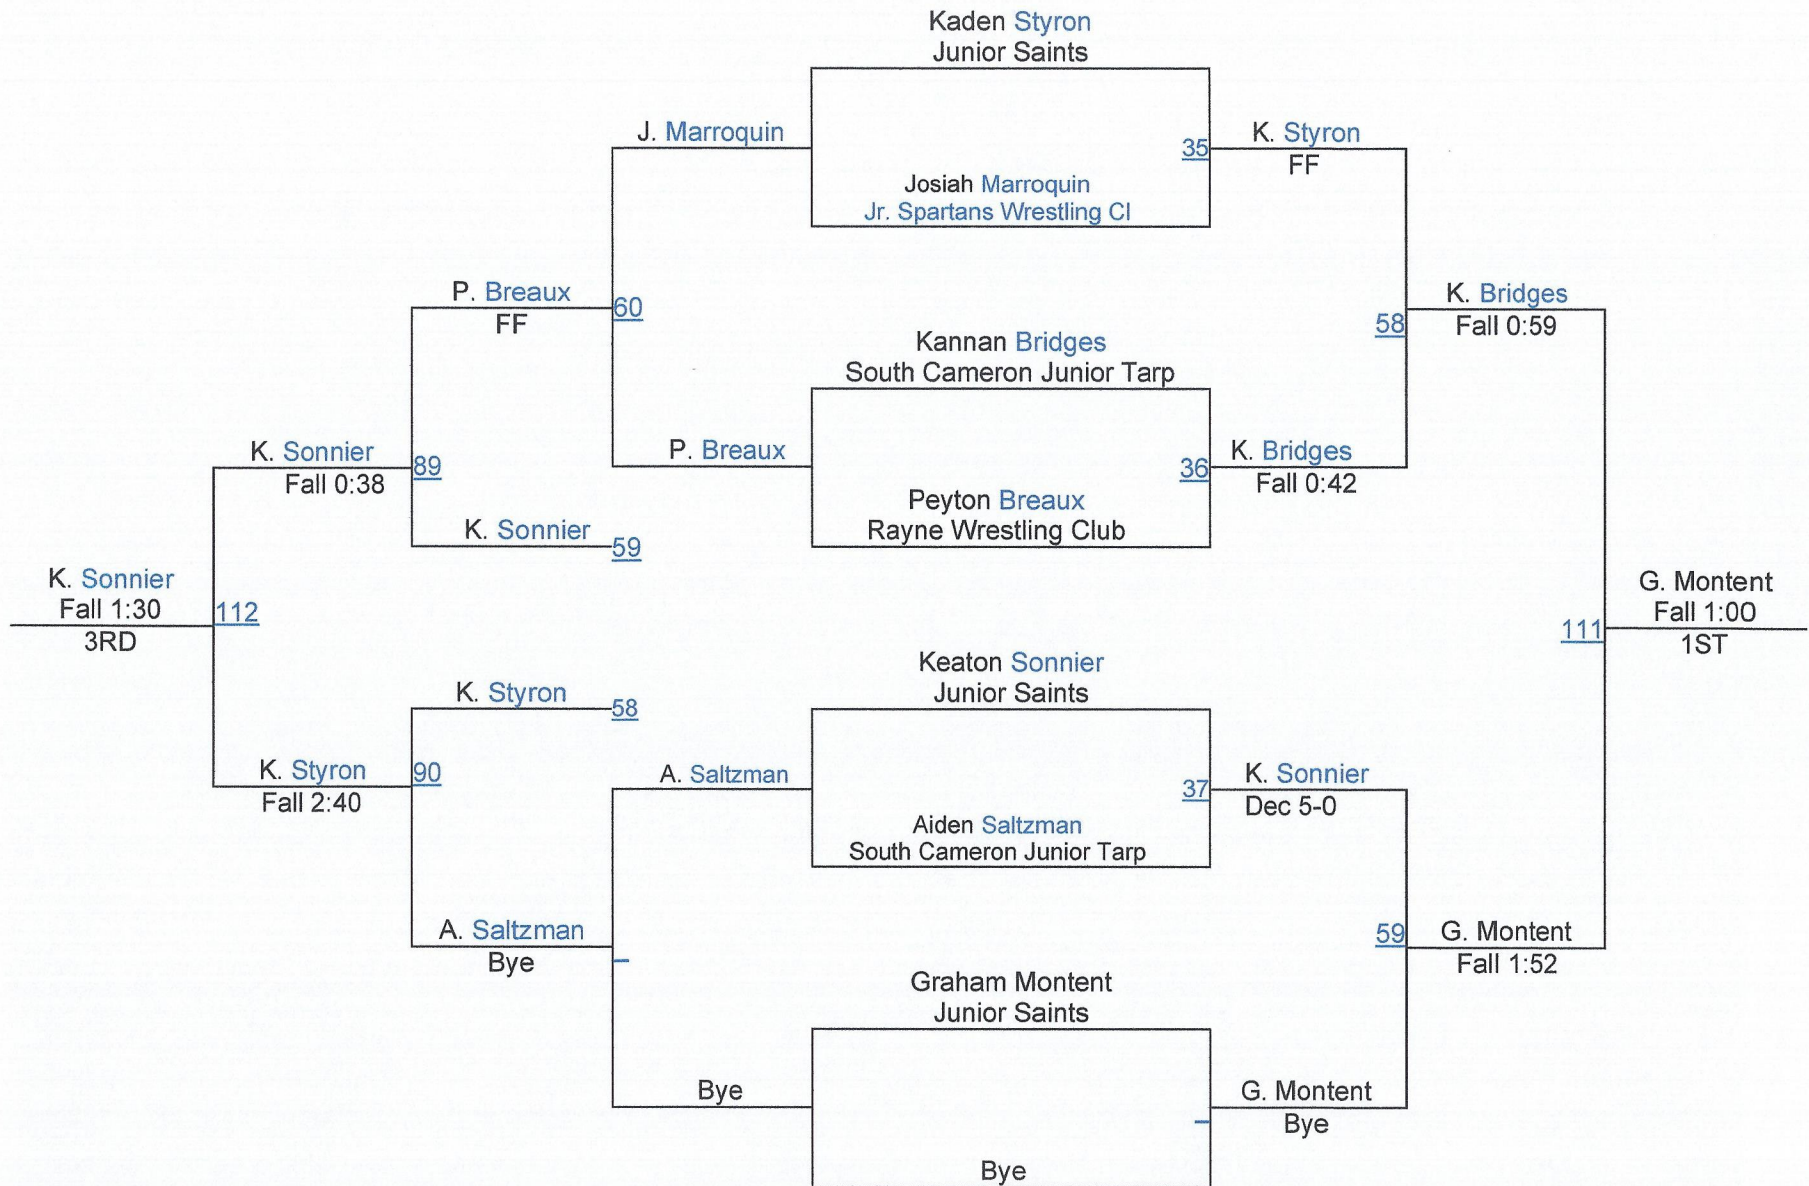 Kaden Styron
Junior Saints
J. Marroquin
35
K. Styron
FF
Josiah Marroquin
Jr. Spartans Wrestling Cl
P. Breaux
FF
60
58
K. Bridges
Fall 0:59
Kannan Bridges
South Cameron Junior Tarp
K. Sonnier
Fall 0:38
89
P. Breaux
36
K. Bridges
Fall 0:42
Peyton Breaux
Rayne Wrestling Club
K. Sonnier
59
K. Sonnier
Fall 1:30
3RD
112
111
G. Montent
Fall 1:00
1ST
Keaton Sonnier
Junior Saints
K. Styron
58
K. Styron
Fall 2:40
90
A. Saltzman
37
K. Sonnier
Dec 5-0
Aiden Saltzman
South Cameron Junior Tarp
A. Saltzman
Bye
59
G. Montent
Fall 1:52
Graham Montent
Junior Saints
Bye
G. Montent
Bye
Bye